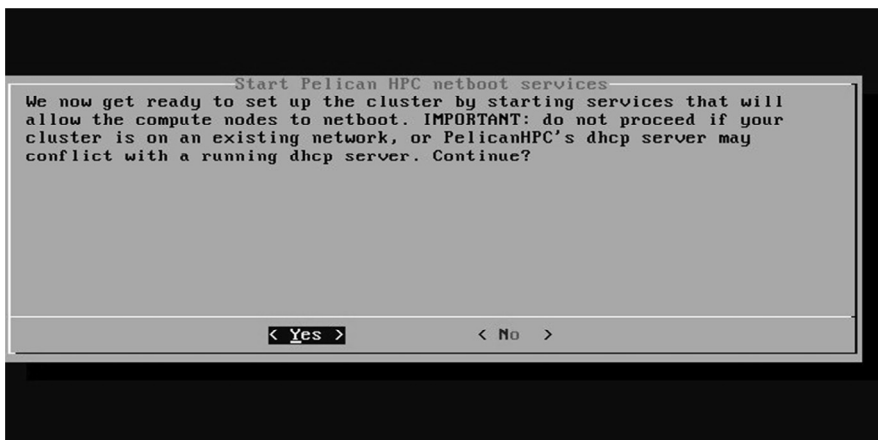 Start Pelican HPC netboot services
We now get ready to set up the cluster by starting services that will
allow the compute nodes to netboot. IMPORTANT: do not proceed if your
cluster is on an existing network, or PelicanHPC's dhcp server may
conflict with a running dhcp server. Continue?
< Yes > < No >